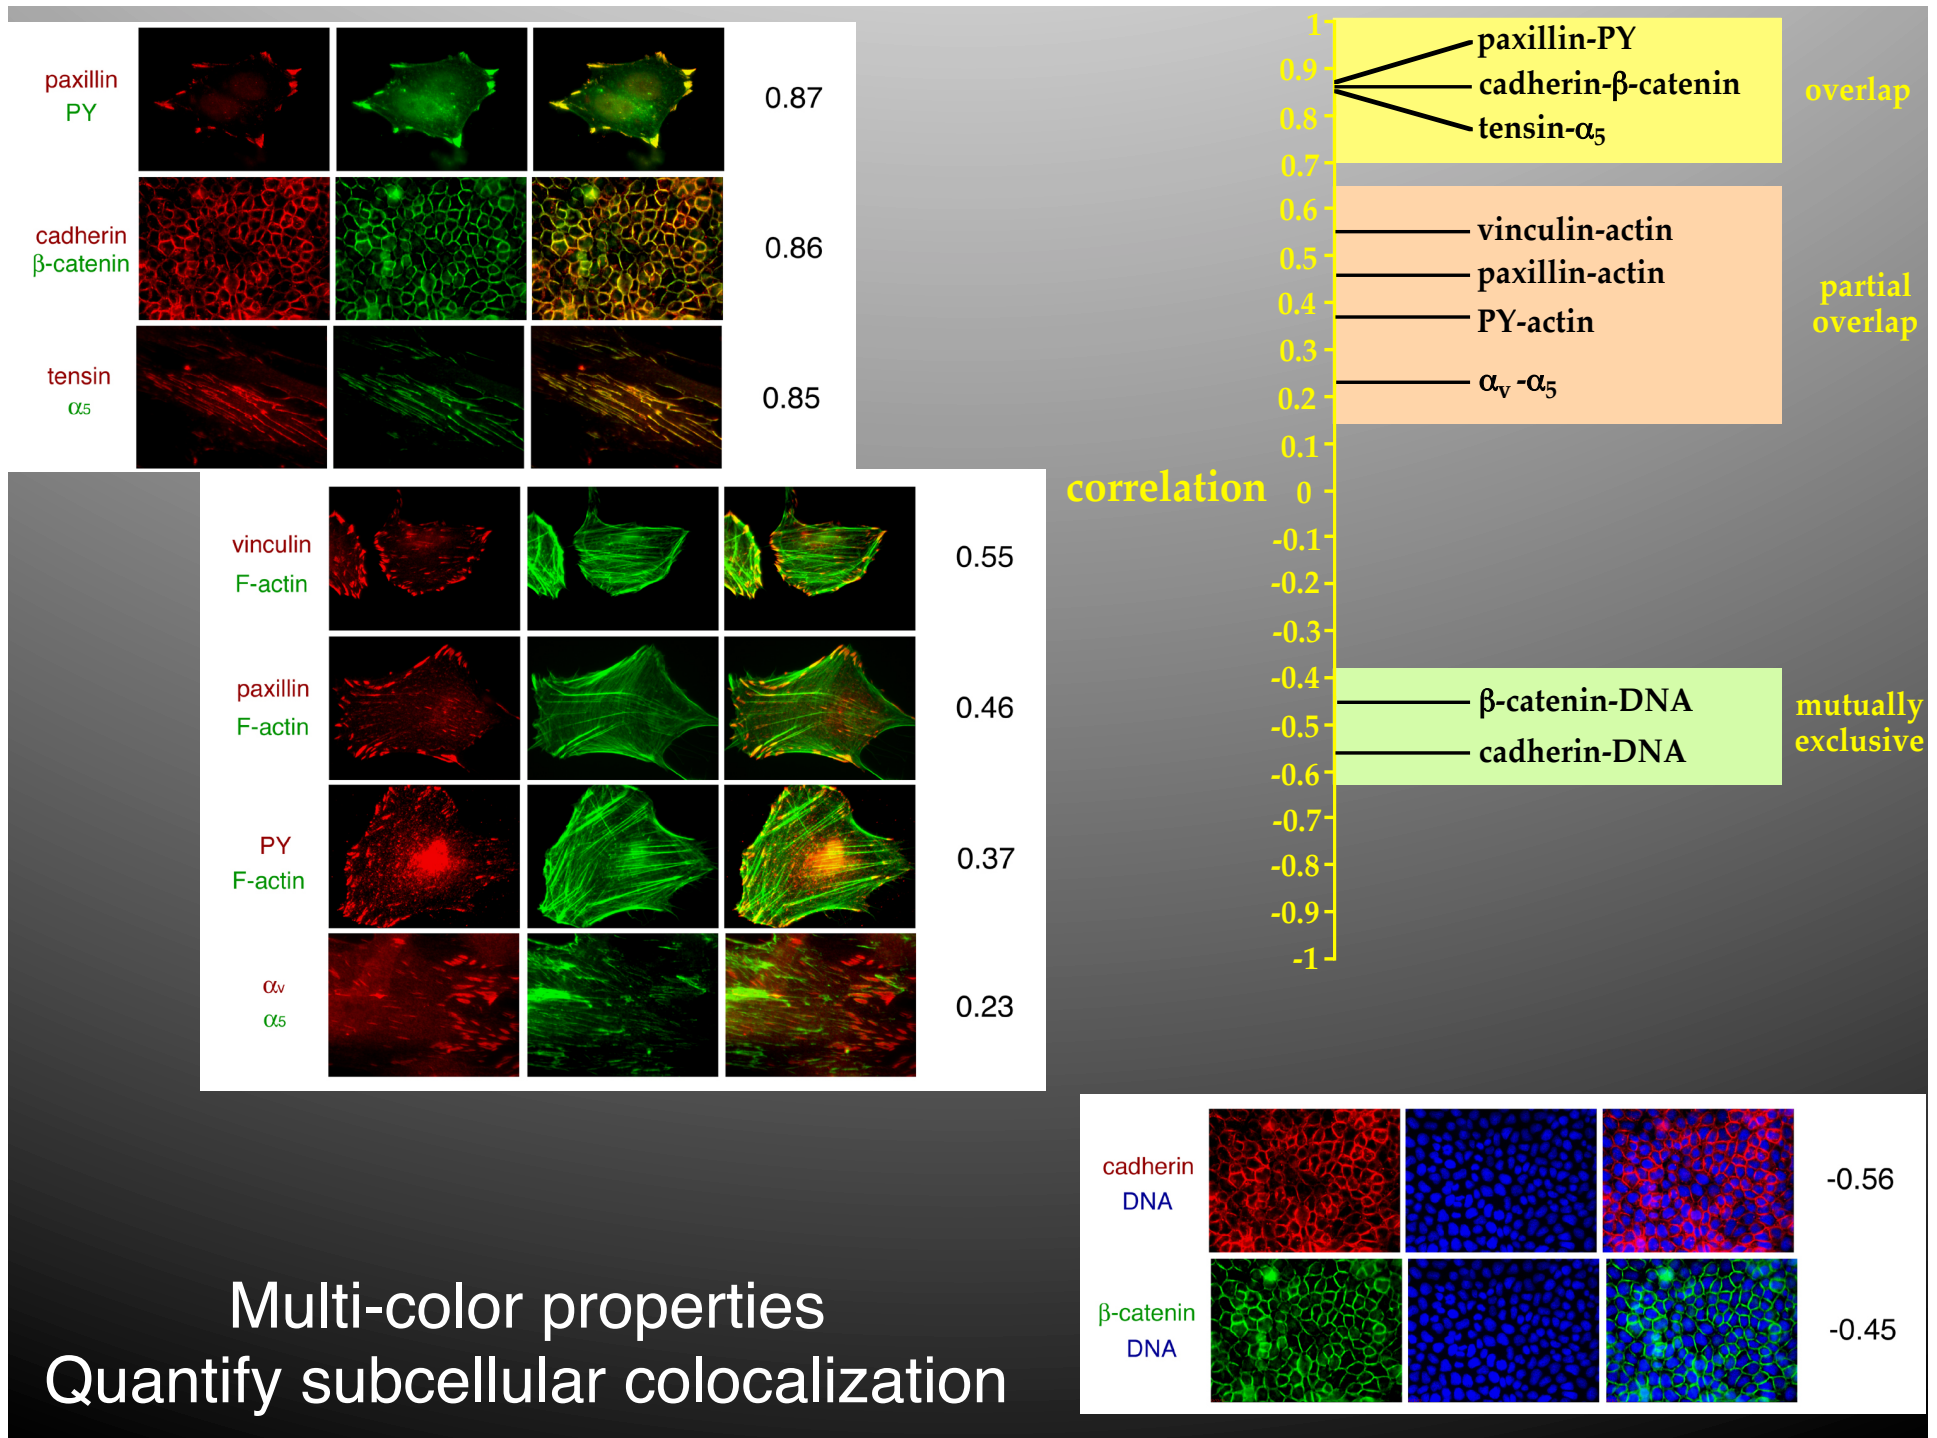 paxillin
PY
0.87
cadherin
β-catenin
0.86
tensin
α5
0.85
vinculin
F-actin
0.55
paxillin
F-actin
0.46
PY
F-actin
0.37
αv
α5
0.23
correlation
1
0.9
0.8
0.7
0.6
0.5
0.4
0.3
0.2
0.1
0
-0.1
-0.2
-0.3
-0.4
-0.5
-0.6
-0.7
-0.8
-0.9
-1
paxillin-PY
cadherin-β-catenin
tensin-α5
overlap
vinculin-actin
paxillin-actin
PY-actin
αv-α5
partial
overlap
β-catenin-DNA
cadherin-DNA
mutually
exclusive
cadherin
DNA
-0.56
β-catenin
DNA
-0.45
Multi-color properties
Quantify subcellular colocalization